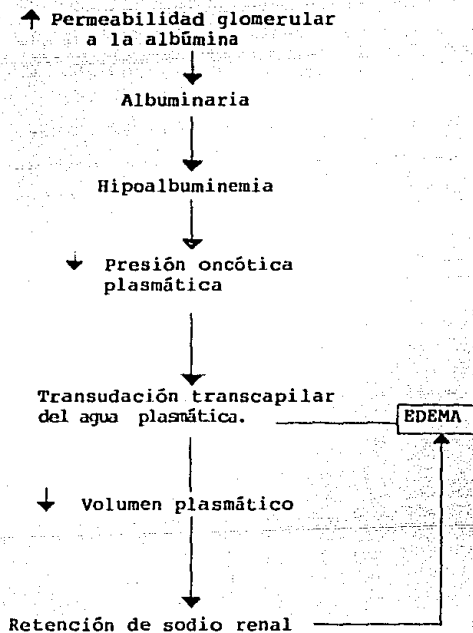 ↑ Permeabilidad glomerular
a la albúmina
Albuminaria
Hipoalbuminemia
↓ Presión oncótica
plasmática
Transudación transcapilar
del agua plasmática.
EDEMA
↓ Volumen plasmático
Retención de sodio renal